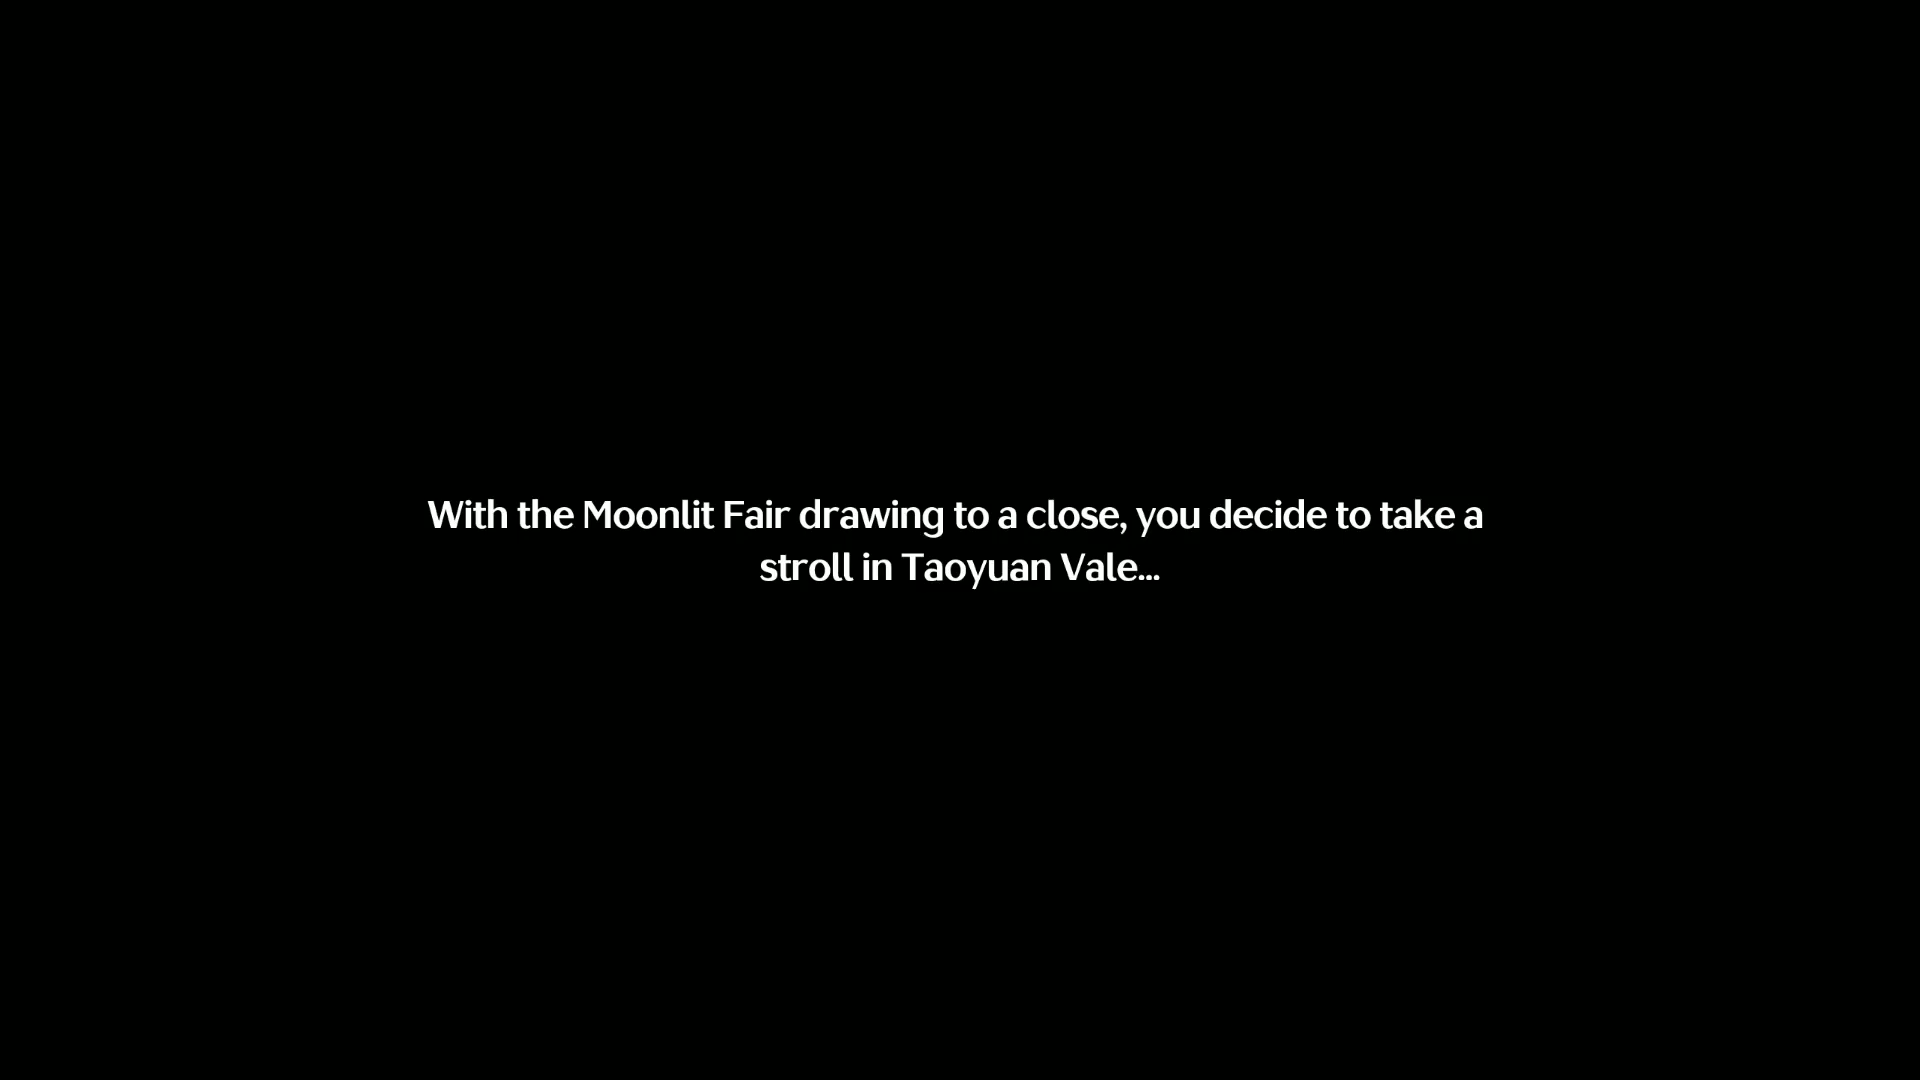 With the Moonlit Fair drawing to a close, you decide to take a
stroll in Taoyuan Vale...